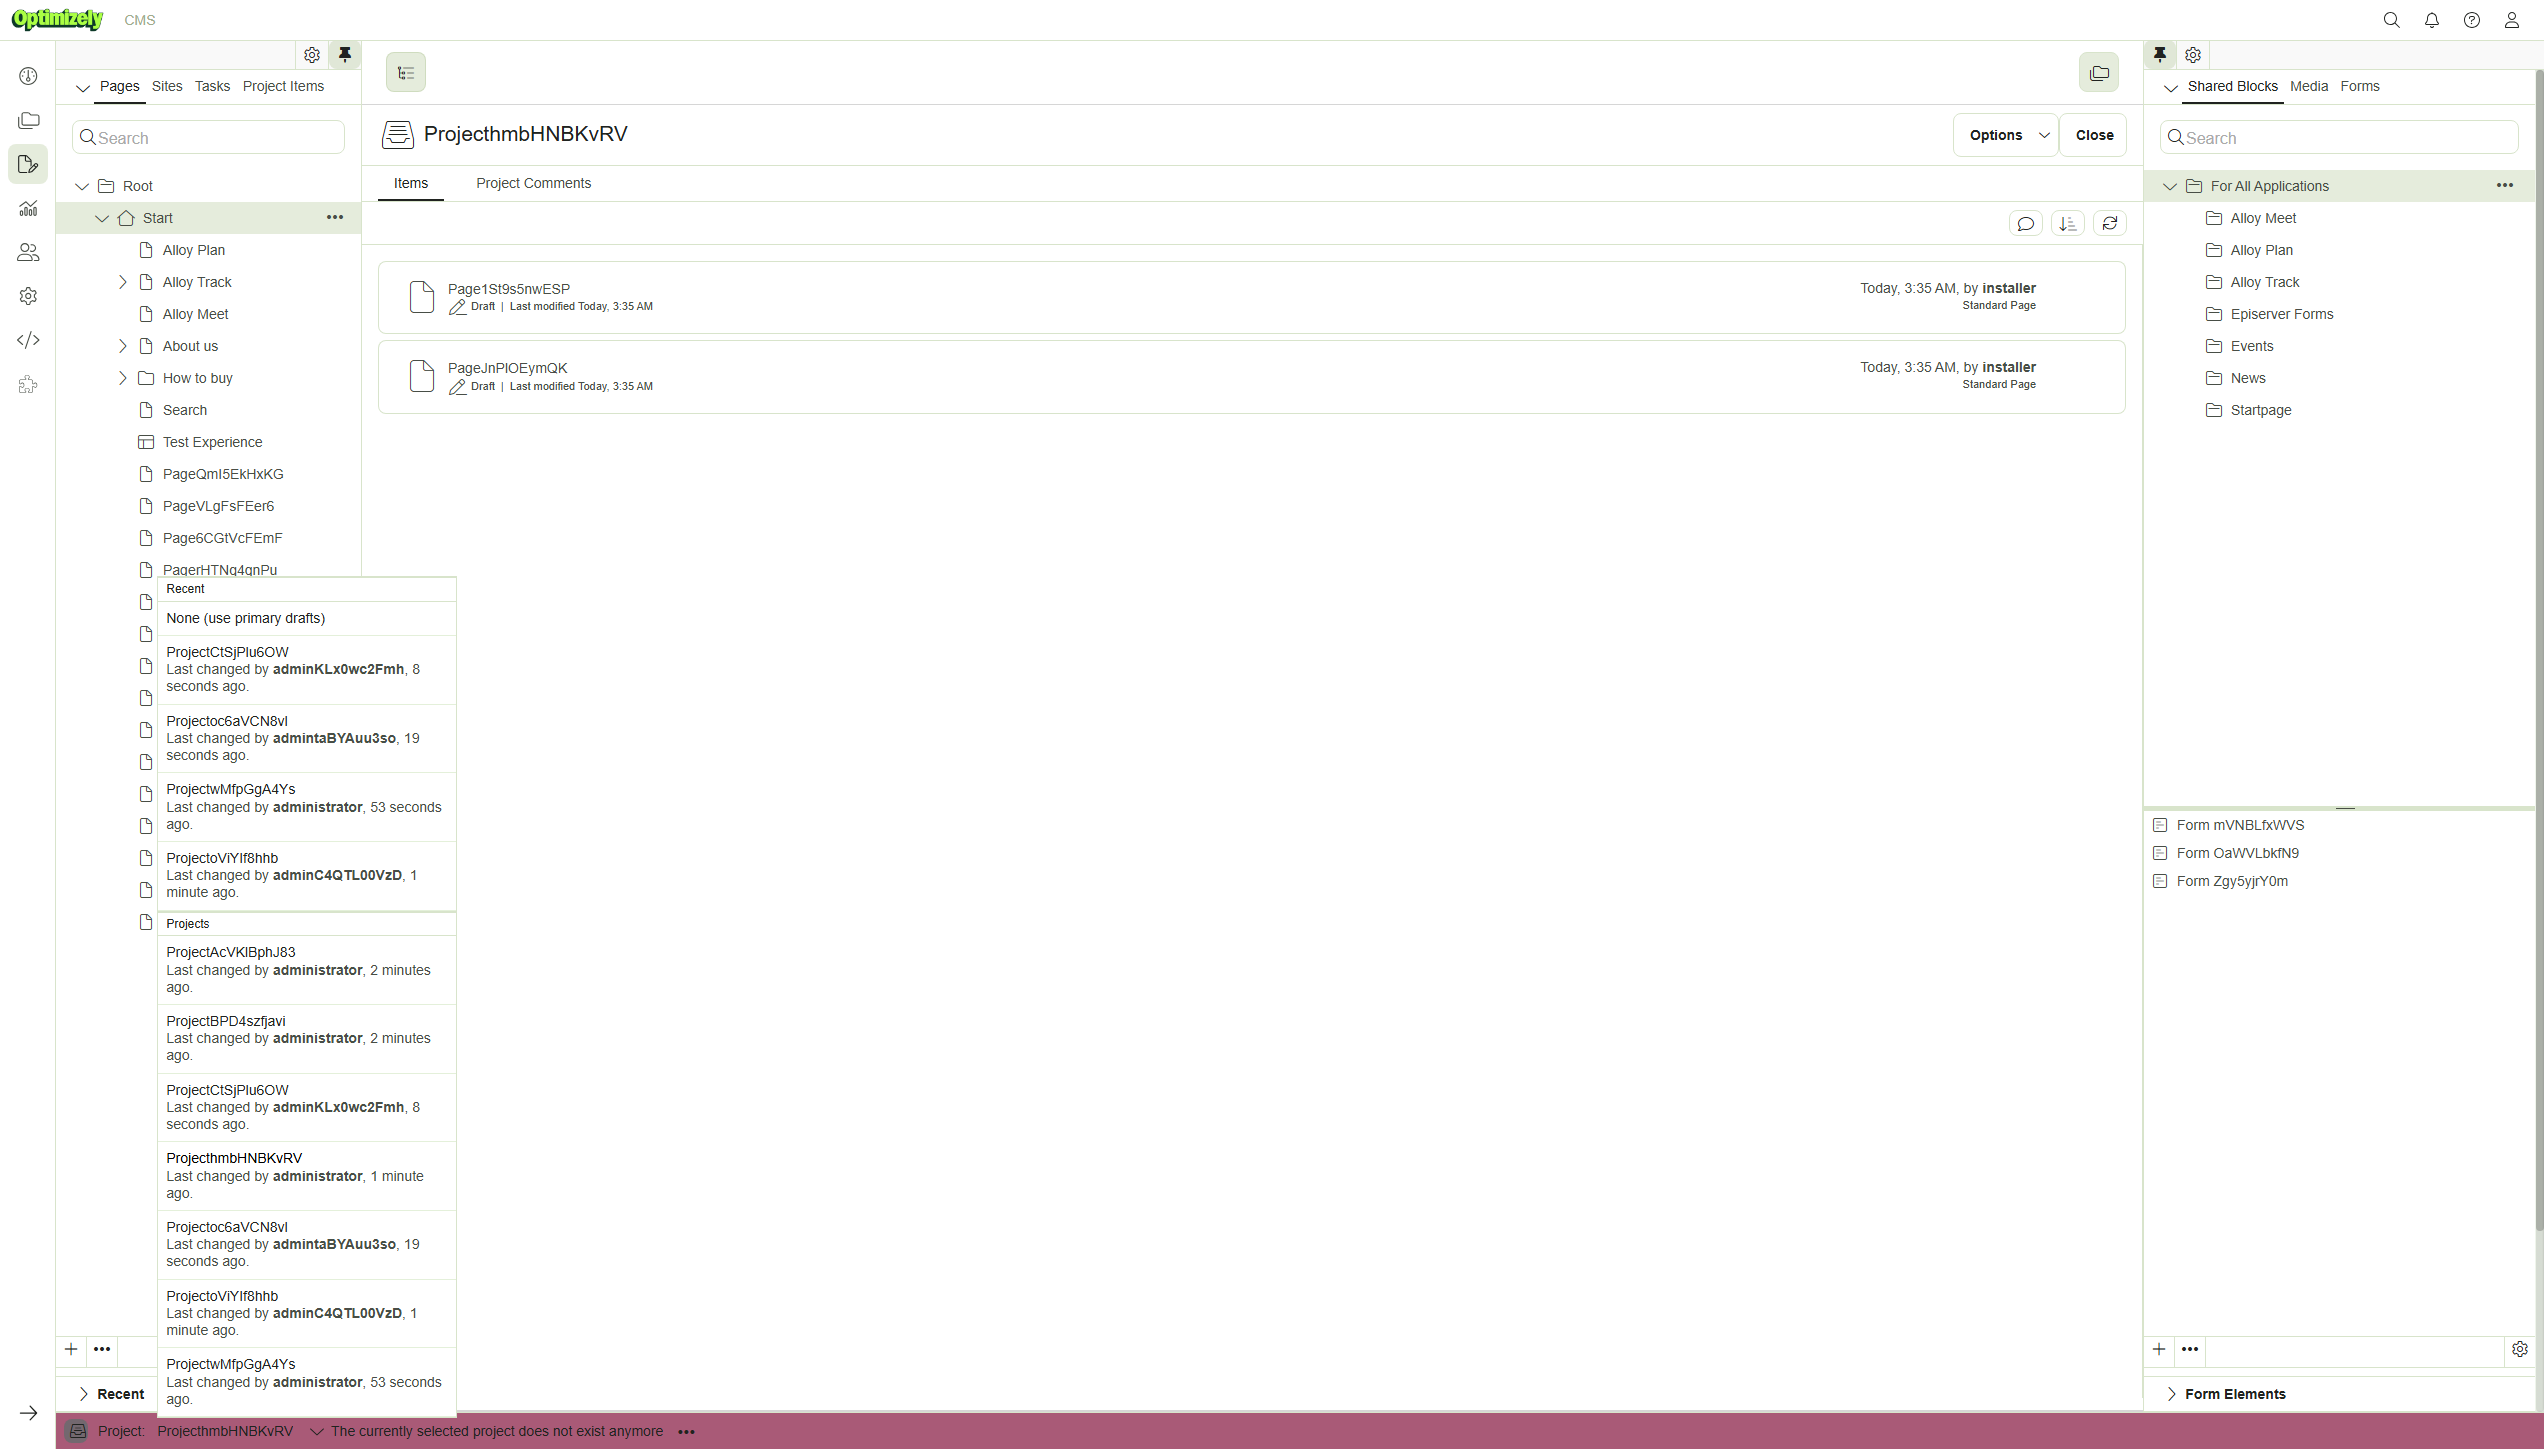 Optimizely CMS
Pages Sites Tasks Project Items
Search
Root
Start
Alloy Plan
Alloy Track
Alloy Meet
About us
How to buy
Search
Test Experience
PageQmI5EkHxKG
PageVLgFsFEer6
Page6CGtVcFEmF
PagerHTNg4gnPu
Recent
None (use primary drafts)
ProjectCtSjPlu6OW
Last changed by adminKLx0wc2Fmh, 8
seconds ago.
Projectoc6aVCN8vl
Last changed by admintaBYAuu3so, 19
seconds ago.
ProjectwMfpGgA4Ys
Last changed by administrator, 53 seconds
ago.
ProjectoViYIf8hhb
Last changed by adminC4QTL00VzD, 1
minute ago.
Projects
ProjectAcVKlBphJ83
Last changed by administrator, 2 minutes
ago.
ProjectBPD4szfjavi
Last changed by administrator, 2 minutes
ago.
ProjectCtSjPlu6OW
Last changed by adminKLx0wc2Fmh, 8
seconds ago.
ProjecthmbHNBKvRV
Last changed by administrator, 1 minute
ago.
Projectoc6aVCN8vl
Last changed by admintaBYAuu3so, 19
seconds ago.
ProjectoViYIf8hhb
Last changed by adminC4QTL00VzD, 1
minute ago.
ProjectwMfpGgA4Ys
Last changed by administrator, 53 seconds
ago.
Recent
Project: ProjecthmbHNBKvRV The currently selected project does not exist anymore
ProjecthmbHNBKvRV
Options Close
Items Project Comments
Page1St9s5nwESP
Draft | Last modified Today, 3:35 AM
Today, 3:35 AM, by installer
Standard Page
PageJnPlOEymQK
Draft | Last modified Today, 3:35 AM
Today, 3:35 AM, by installer
Standard Page
Shared Blocks Media Forms
Search
For All Applications
Alloy Meet
Alloy Plan
Alloy Track
Episerver Forms
Events
News
Startpage
Form mVNBLfxWVS
Form OaWVLbkfN9
Form Zgy5yjrY0m
Form Elements